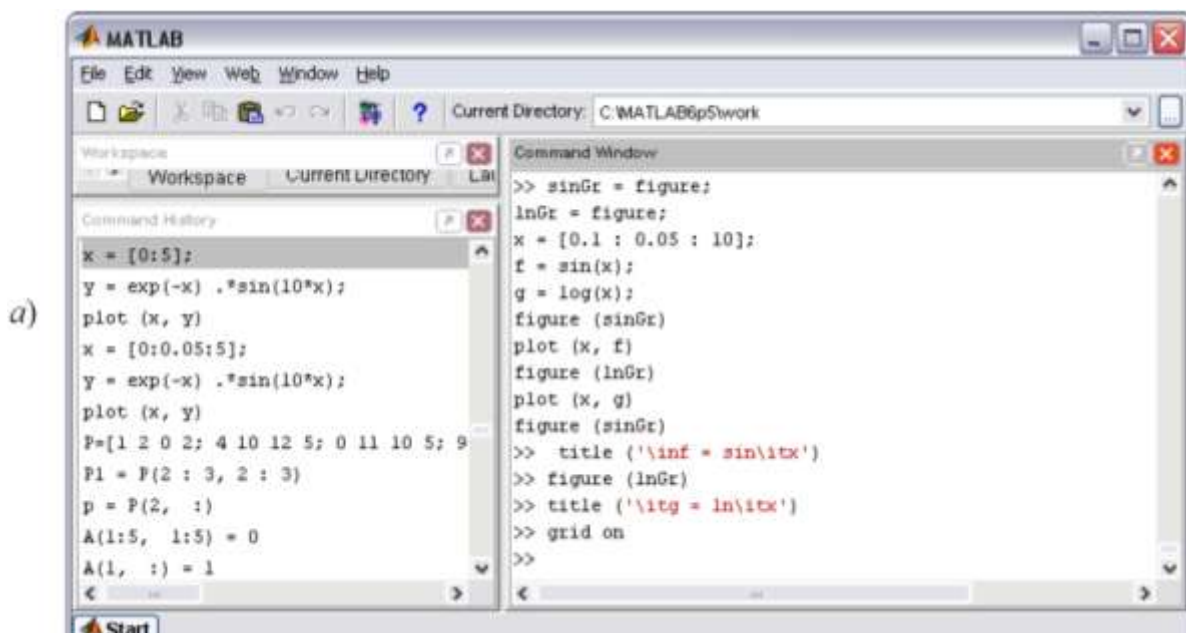 MATLAB
File Edit View Web Window Help
? Current Directory: C:\MATLAB6p5\work
Workspace
Workspace Current Directory
Command History
x = [0:5];
y = exp(-x) .*sin(10*x);
plot (x, y)
x = [0:0.05:5];
y = exp(-x) .*sin(10*x);
plot (x, y)
P=[1 2 0 2; 4 10 12 5; 0 11 10 5; 9
P1 = P(2 : 3, 2 : 3)
p = P(2, :)
A(1:5, 1:5) = 0
A(1, :) = 1
Command Window
>> sinGr = figure;
lnGr = figure;
x = [0.1 : 0.05 : 10];
f = sin(x);
g = log(x);
figure (sinGr)
plot (x, f)
figure (lnGr)
plot (x, g)
figure (sinGr)
>> title ('\inf = sin\itx')
>> figure (lnGr)
>> title ('\itg = ln\itx')
>> grid on
>>
a)
Start